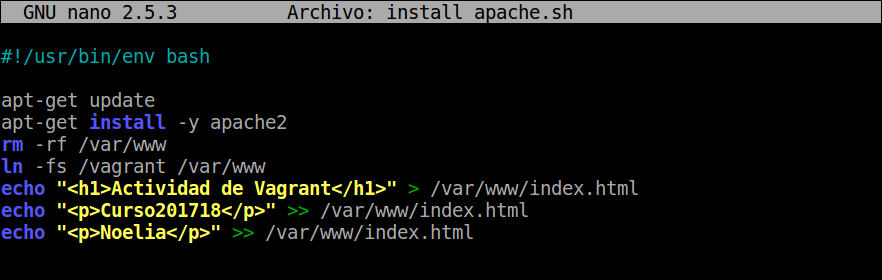 GNU nano 2.5.3 Archivo: install apache.sh
#!/usr/bin/env bash
apt-get update
apt-get install -y apache2
rm -rf /var/www
ln -fs /vagrant /var/www
echo "<h1>Actividad de Vagrant</h1>" > /var/www/index.html
echo "<p>Curso201718</p>" >> /var/www/index.html
echo "<p>Noelia</p>" >> /var/www/index.html